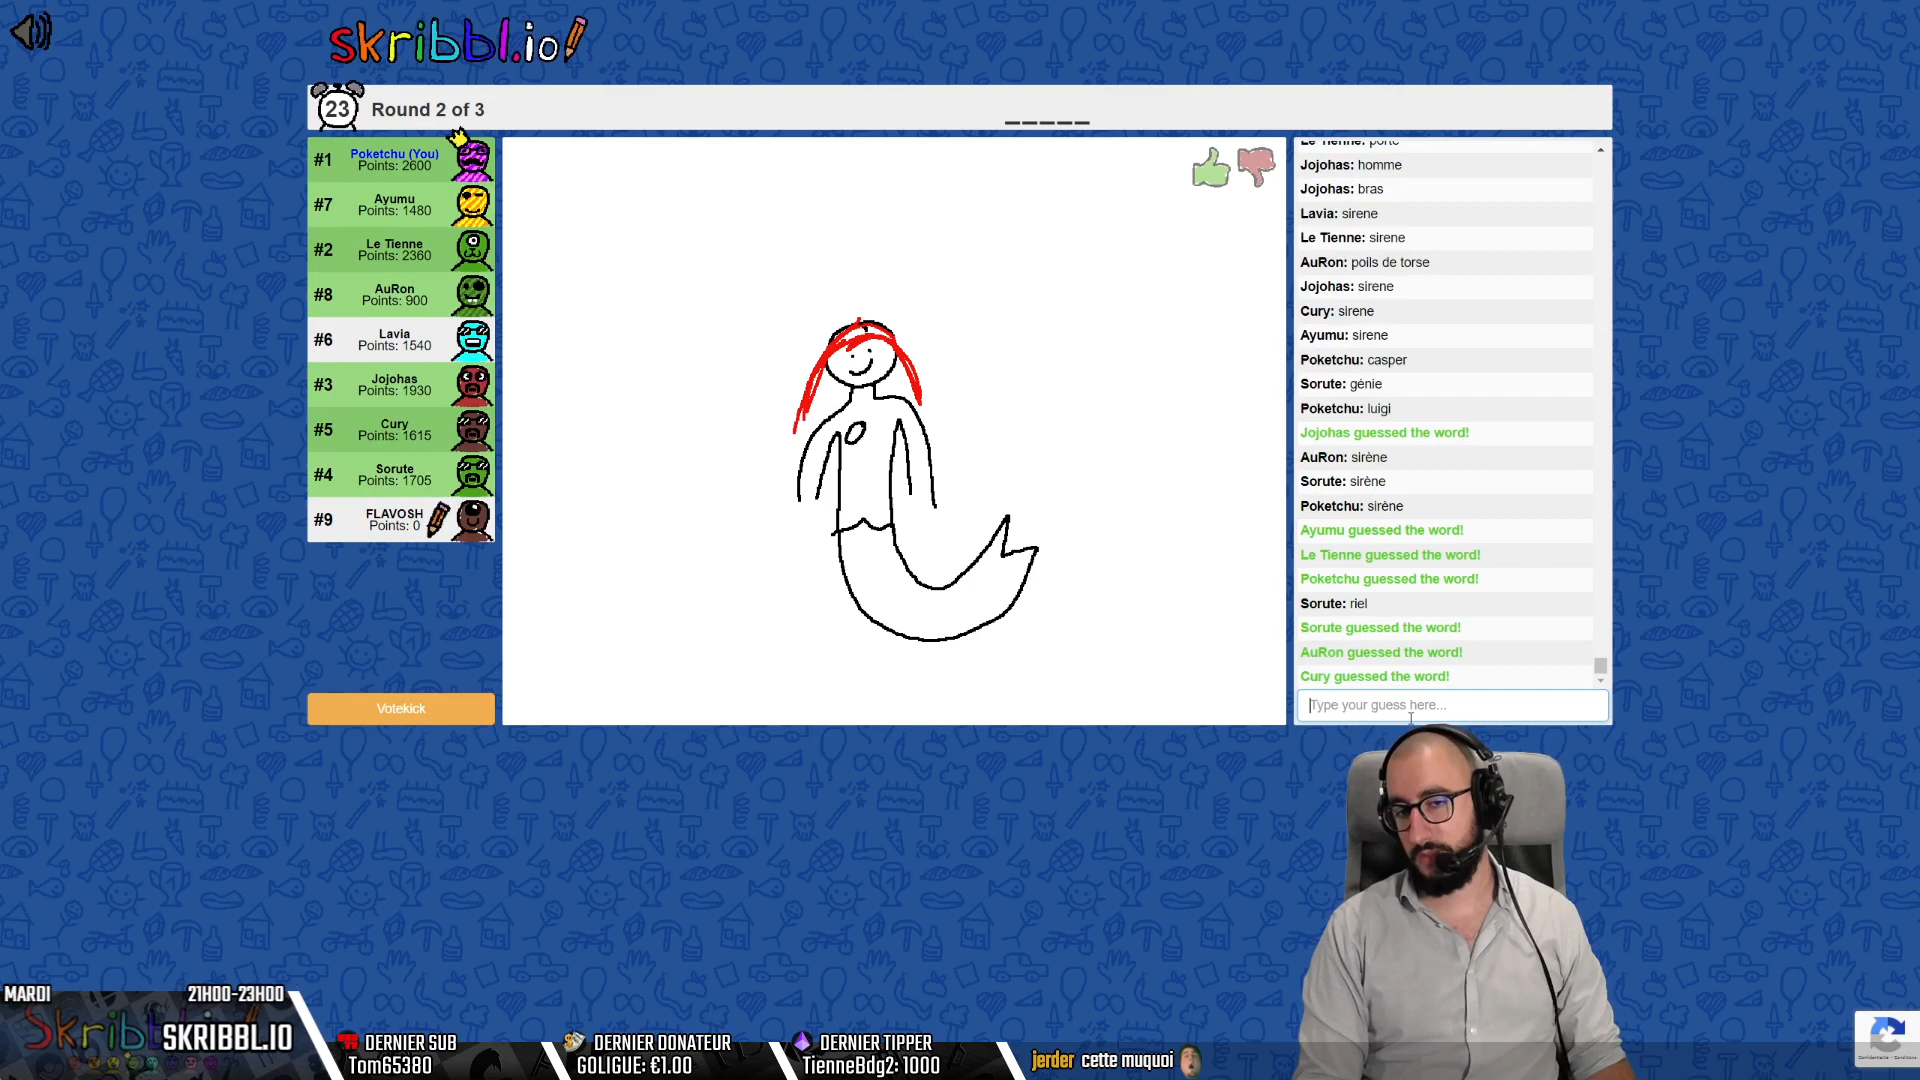 skribbl.io
23
Round 2 of 3
_____
#1
Poketchu (You)
Points: 2600
#7
Ayumu
Points: 1480
#2
Le Tienne
Points: 2360
#8
AuRon
Points: 900
#6
Lavia
Points: 1540
#3
Jojohas
Points: 1930
#5
Cury
Points: 1615
#4
Sorute
Points: 1705
#9
FLAVOSH
Points: 0
Votekick
Le Tienne: porte
Jojohas: homme
Jojohas: bras
Lavia: sirene
Le Tienne: sirene
AuRon: poils de torse
Jojohas: sirene
Cury: sirene
Ayumu: sirene
Poketchu: casper
Sorute: génie
Poketchu: luigi
Jojohas guessed the word!
AuRon: sirène
Sorute: sirène
Poketchu: sirène
Ayumu guessed the word!
Le Tienne guessed the word!
Poketchu guessed the word!
Sorute: riel
Sorute guessed the word!
AuRon guessed the word!
Cury guessed the word!
Type your guess here...
MARDI
21H00-23H00
SKRIBBL.IO
DERNIER SUB
Tom65380
DERNIER DONATEUR
GOLIGUE: €1.00
DERNIER TIPPER
TienneBdg2: 1000
jerder cette muquoi